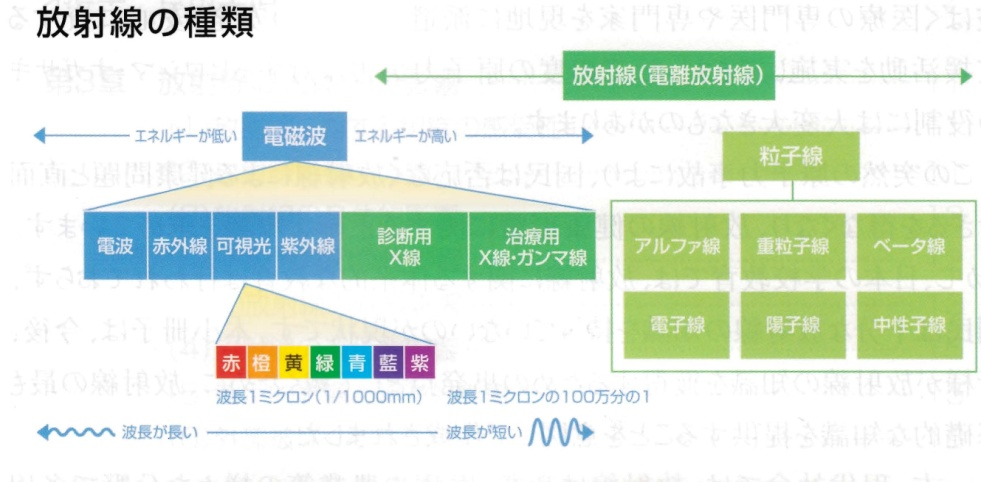 放射線の種類
放射線（電離放射線）
エネルギーが低い 電磁波 エネルギーが高い
粒子線
電波 赤外線 可視光 紫外線 診断用 X線 治療用 X線・ガンマ線
アルファ線 重粒子線 ベータ線
電子線 陽子線 中性子線
赤 橙 黄 緑 青 藍 紫
波長1ミクロン（1/1000mm） 波長1ミクロンの100万分の1
波長が長い 波長が短い